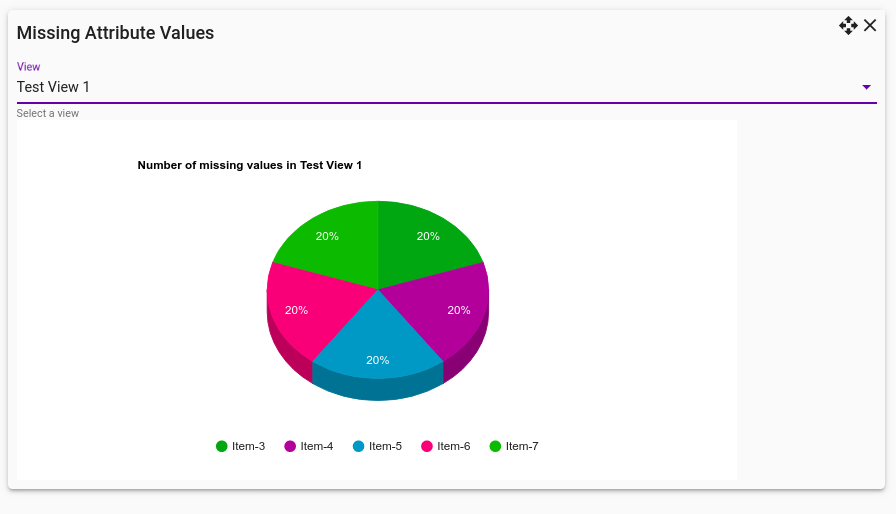 Missing Attribute Values
View
Test View 1
Select a view
Number of missing values in Test View 1
20% 20%
20% 20%
20%
Item-3 Item-4 Item-5 Item-6 Item-7